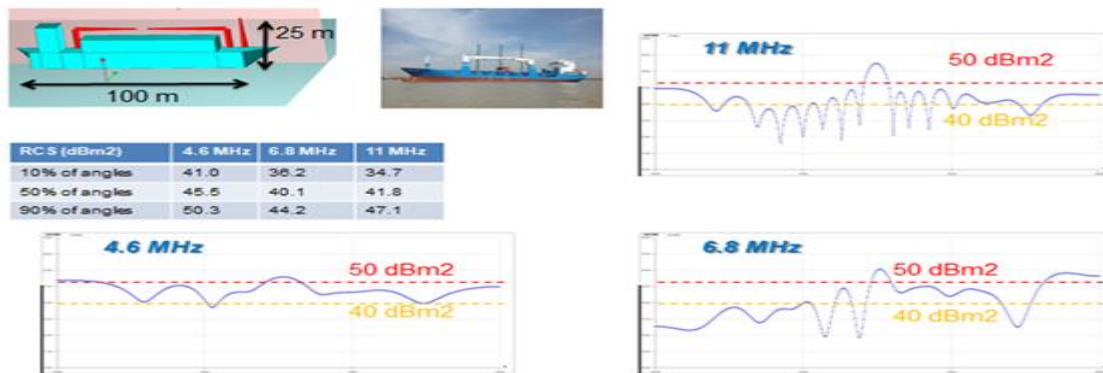 25 m
100 m
RCS (dBm2) 4.6 MHz 6.8 MHz 11 MHz
10% of angles 41.0 36.2 34.7
50% of angles 45.5 40.1 41.8
90% of angles 50.3 44.2 47.1
11 MHz
50 dBm2
40 dBm2
4.6 MHz
50 dBm2
40 dBm2
6.8 MHz
50 dBm2
40 dBm2